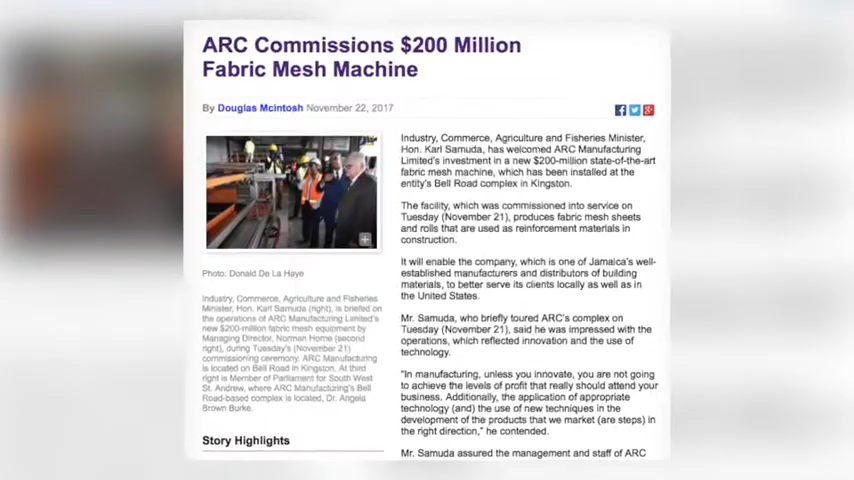 ARC Commissions $200 Million
Fabric Mesh Machine
By Douglas Mcintosh November 22, 2017
Photo: Donald De La Haye
Industry, Commerce, Agriculture and Fisheries
Minister, Hon. Karl Samuda (right), is briefed on
the operations of ARC Manufacturing Limited's
new $200-million fabric mesh equipment by
Managing Director, Norman Horne (second
right), during Tuesday's (November 21)
commissioning ceremony. ARC Manufacturing
is located on Bell Road in Kingston. At third
right is Member of Parliament for South West
St. Andrew, where ARC Manufacturing's Bell
Road-based complex is located, Dr. Angela
Brown Burke.
Story Highlights
Industry, Commerce, Agriculture and Fisheries Minister,
Hon. Karl Samuda, has welcomed ARC Manufacturing
Limited's investment in a new $200-million state-of-the-art
fabric mesh machine, which has been installed at the
entity's Bell Road complex in Kingston.
The facility, which was commissioned into service on
Tuesday (November 21), produces fabric mesh sheets
and rolls that are used as reinforcement materials in
construction.
It will enable the company, which is one of Jamaica's well-
established manufacturers and distributors of building
materials, to better serve its clients locally as well as in
the United States.
Mr. Samuda, who briefly toured ARC's complex on
Tuesday (November 21), said he was impressed with the
operations, which reflected innovation and the use of
technology.
"In manufacturing, unless you innovate, you are not going
to achieve the levels of profit that really should attend your
business. Additionally, the application of appropriate
technology (and) the use of new techniques in the
development of the products that we market (are steps) in
the right direction," he contended.
Mr. Samuda assured the management and staff of ARC